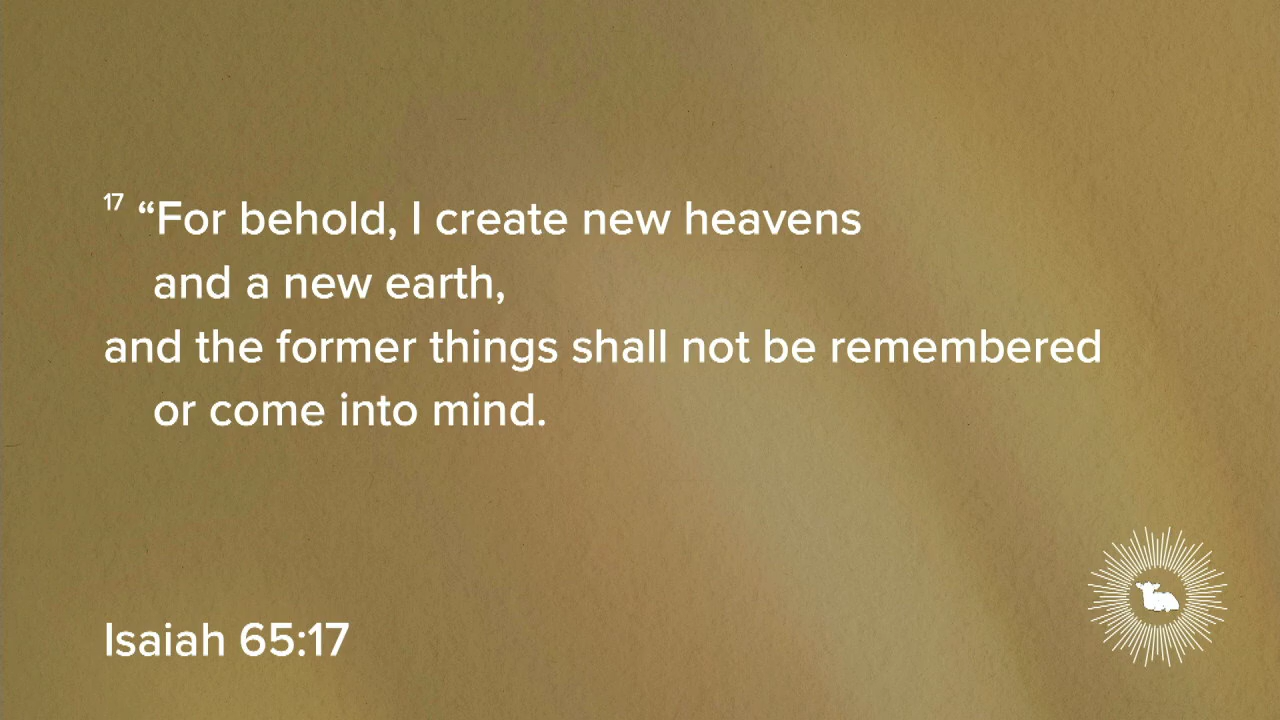 17 “For behold, I create new heavens
and a new earth,
and the former things shall not be remembered
or come into mind.
Isaiah 65:17